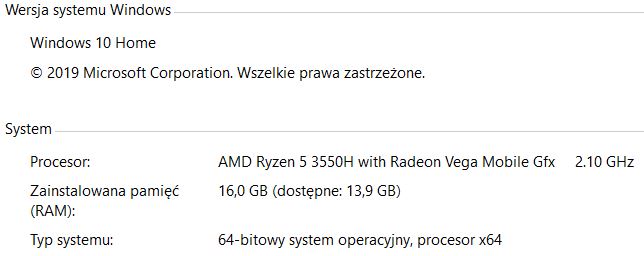 Wersja systemu Windows
Windows 10 Home
© 2019 Microsoft Corporation. Wszelkie prawa zastrzeżone.
System
Procesor: AMD Ryzen 5 3550H with Radeon Vega Mobile Gfx 2.10 GHz
Zainstalowana pamięć 16,0 GB (dostępne: 13,9 GB)
(RAM):
Typ systemu: 64-bitowy system operacyjny, procesor x64